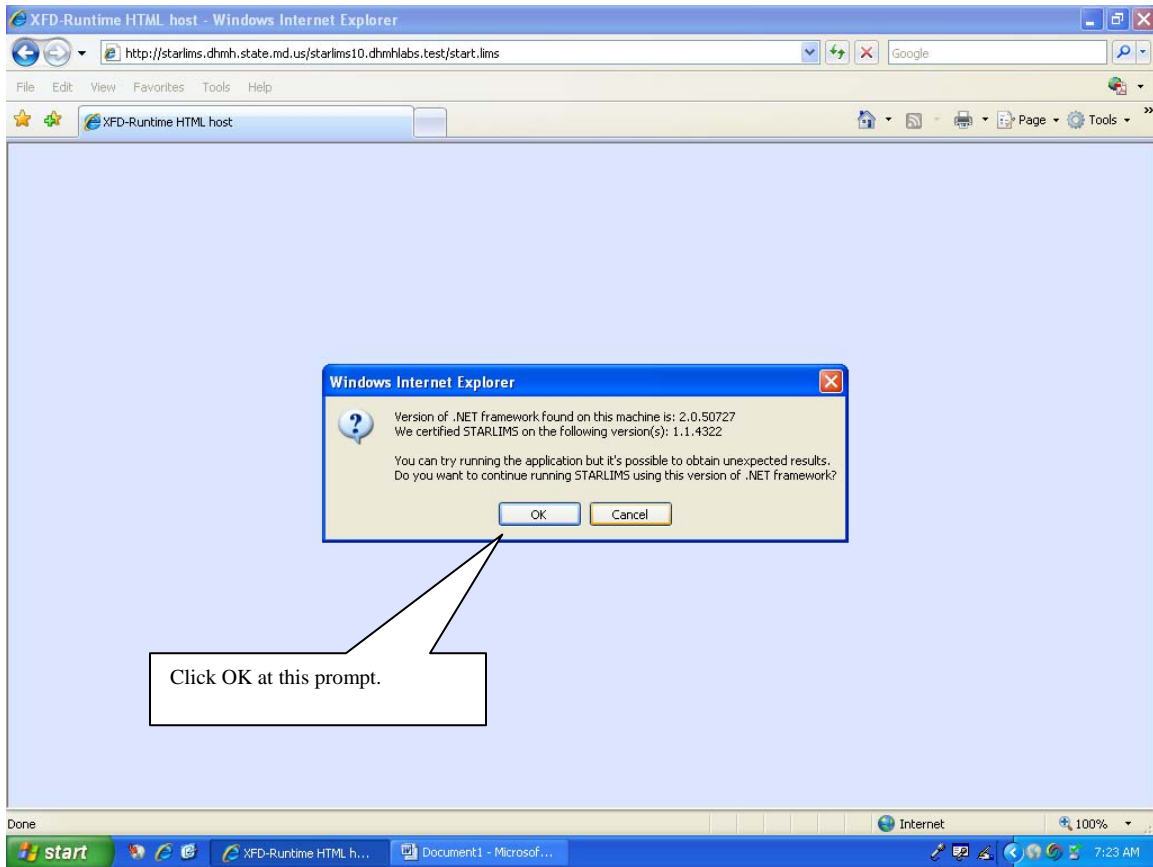 XFD-Runtime HTML host - Windows Internet Explorer
http://starlims.dhmh.state.md.us/starlims10.dhmhlabs.test/start.lims
Google
File Edit View Favorites Tools Help
XFD-Runtime HTML host
Page Tools »
Windows Internet Explorer
Version of .NET framework found on this machine is: 2.0.50727
We certified STARLIMS on the following version(s): 1.1.4322
You can try running the application but it's possible to obtain unexpected results.
Do you want to continue running STARLIMS using this version of .NET framework?
OK Cancel
Click OK at this prompt.
Done Internet 100%
start XFD-Runtime HTML h... Document1 - Microsof... 7:23 AM